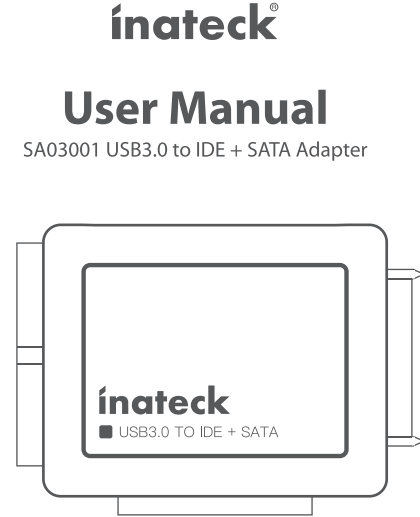 inateck®
User Manual
SA03001 USB3.0 to IDE + SATA Adapter
inateck
USB3.0 TO IDE + SATA